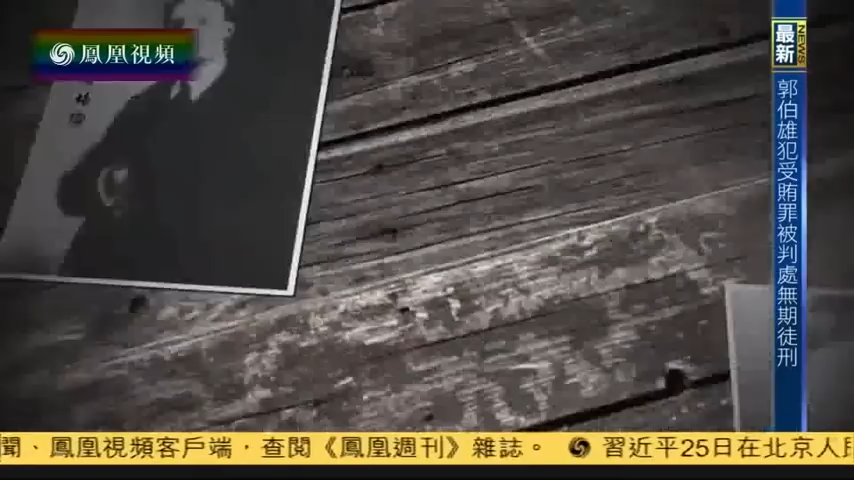 鳳凰視頻
最新
NEWS
郭伯雄犯受賄罪被判處無期徒刑
聞、鳳凰視頻客戶端，查閱《鳳凰週刊》雜誌。 習近平25日在北京人民